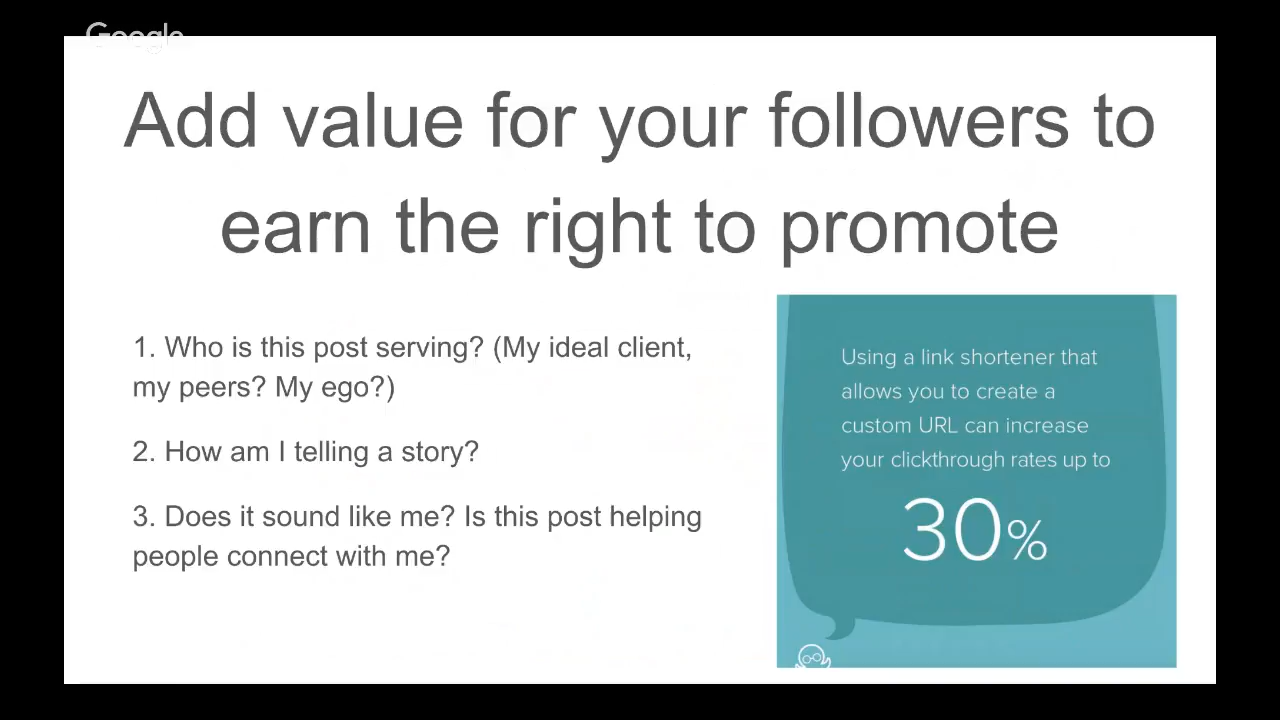 Google
Add value for your followers to
earn the right to promote
1. Who is this post serving? (My ideal client,
my peers? My ego?)
2. How am I telling a story?
3. Does it sound like me? Is this post helping
people connect with me?
Using a link shortener that
allows you to create a
custom URL can increase
your clickthrough rates up to
30%